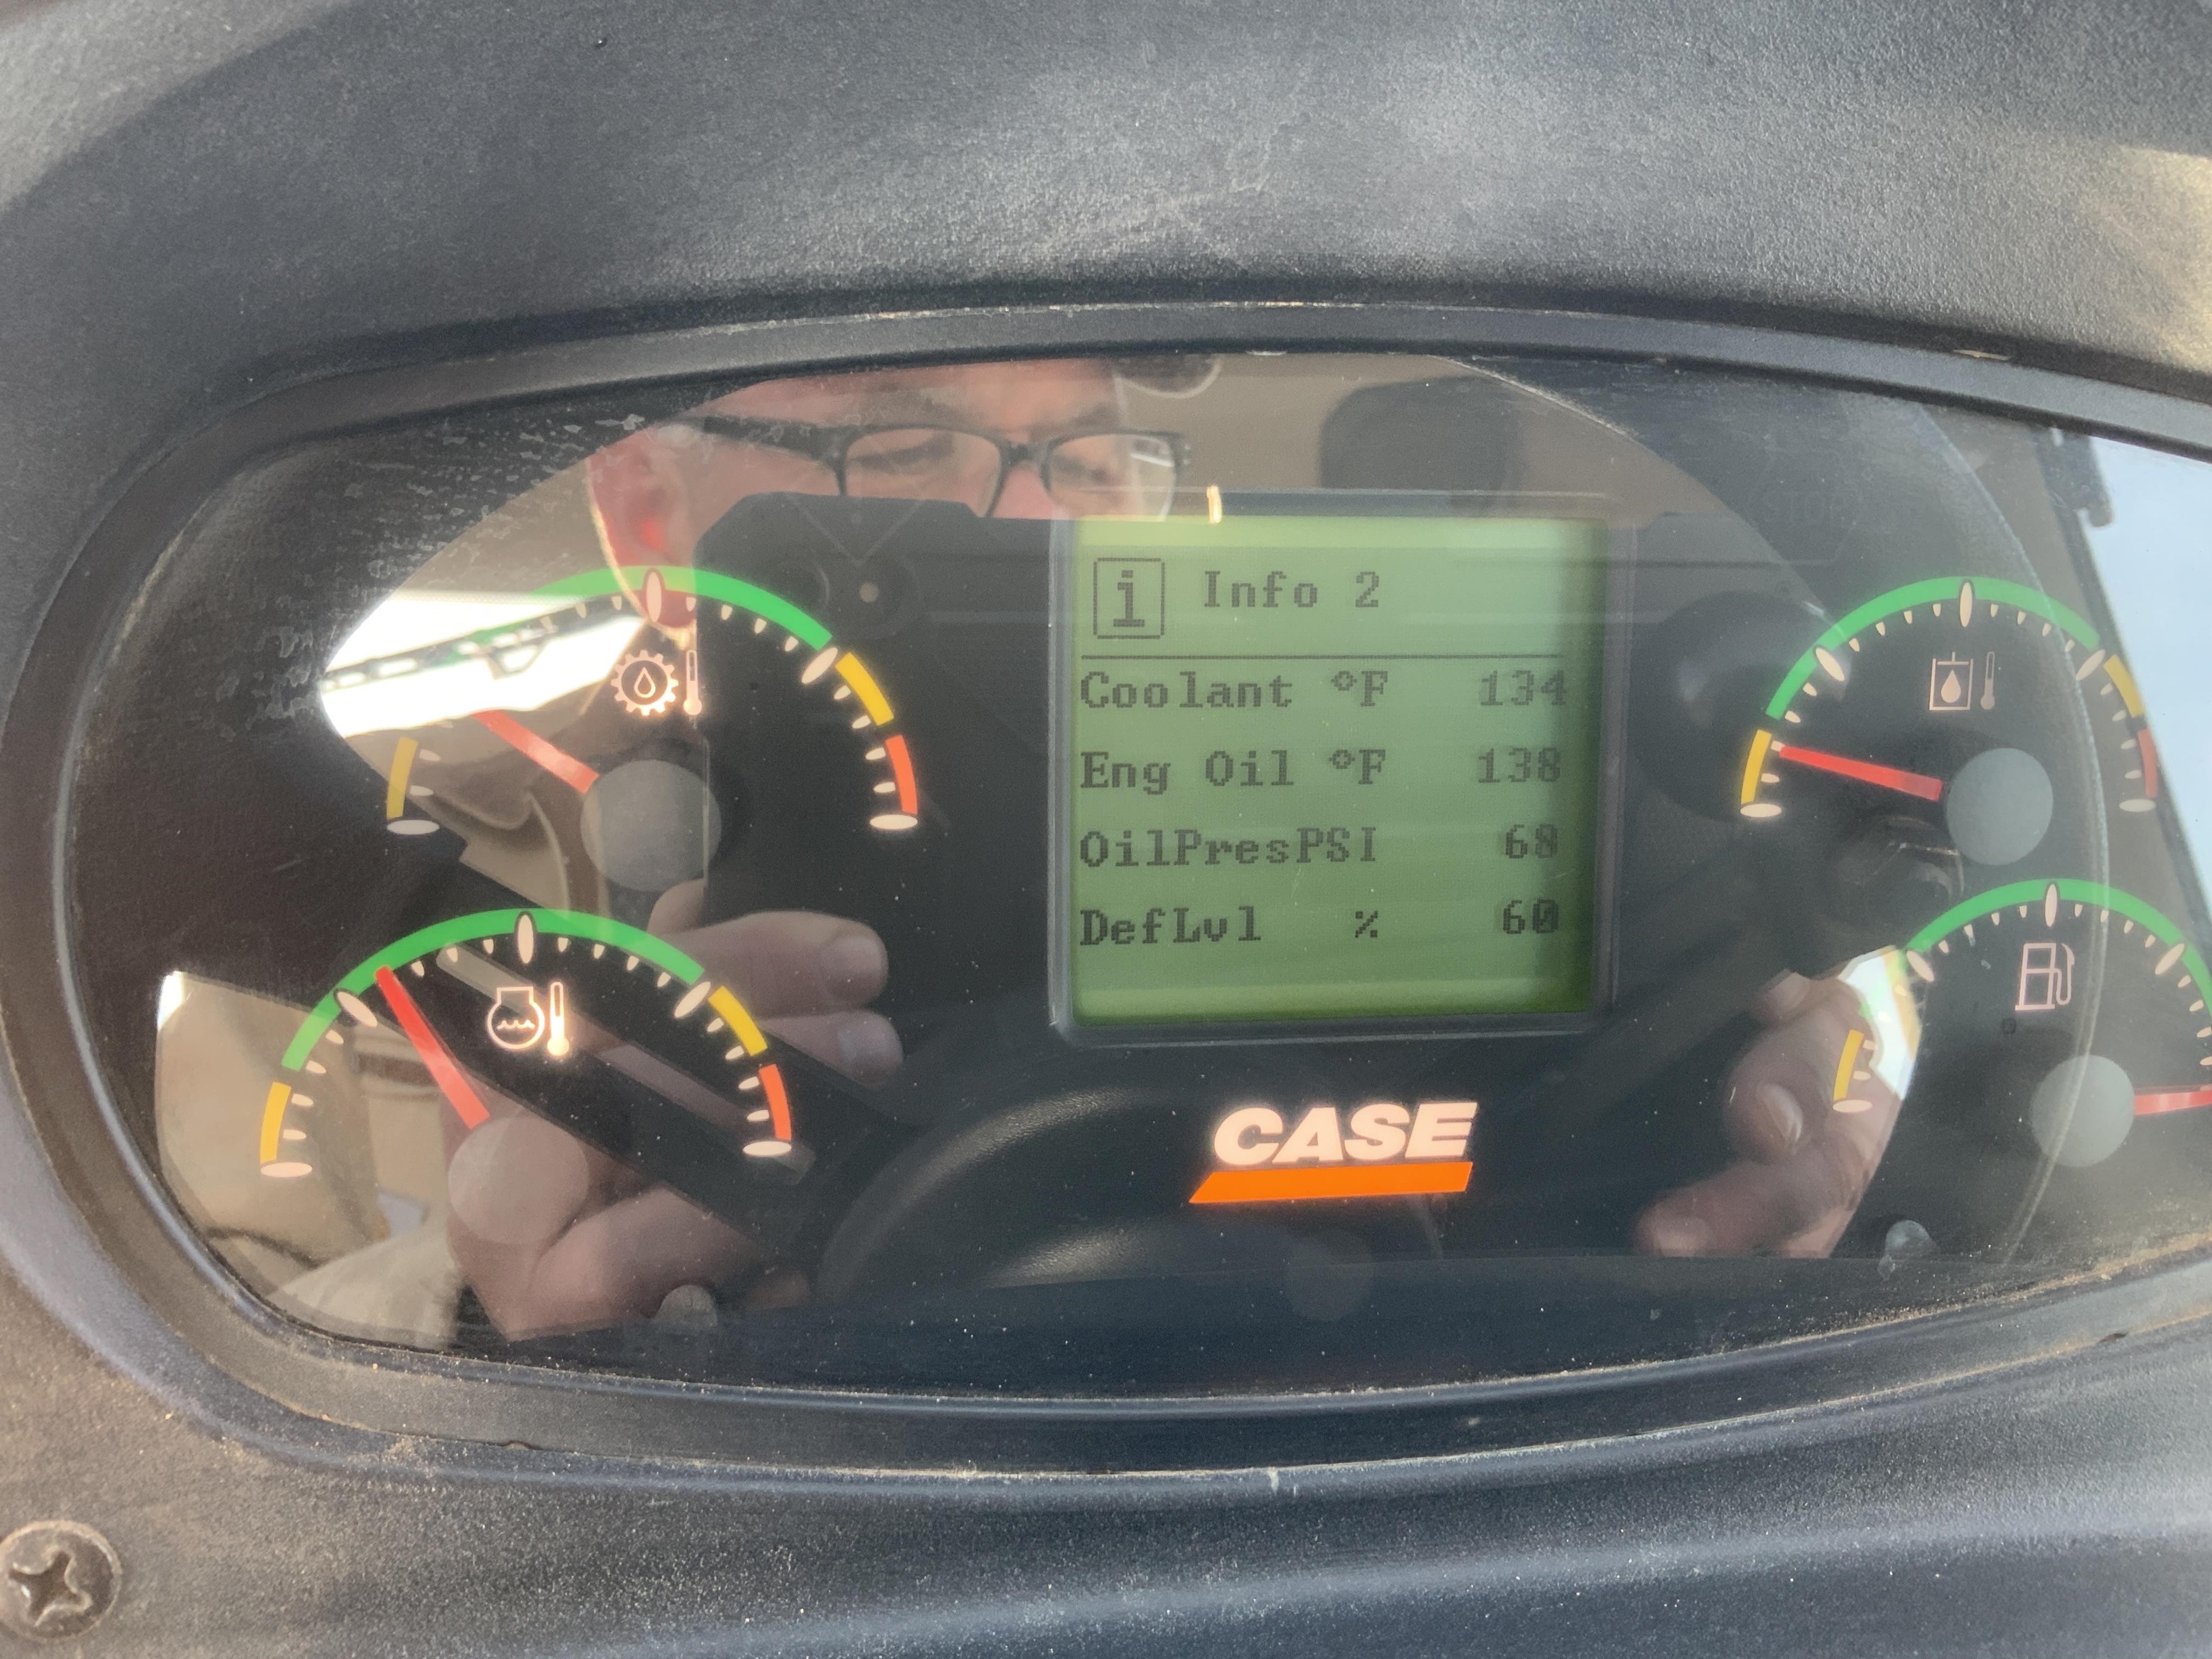 i Info 2
Coolant °F 134
Eng Oil °F 138
OilPresPSI 68
DefLvl % 60
CASE